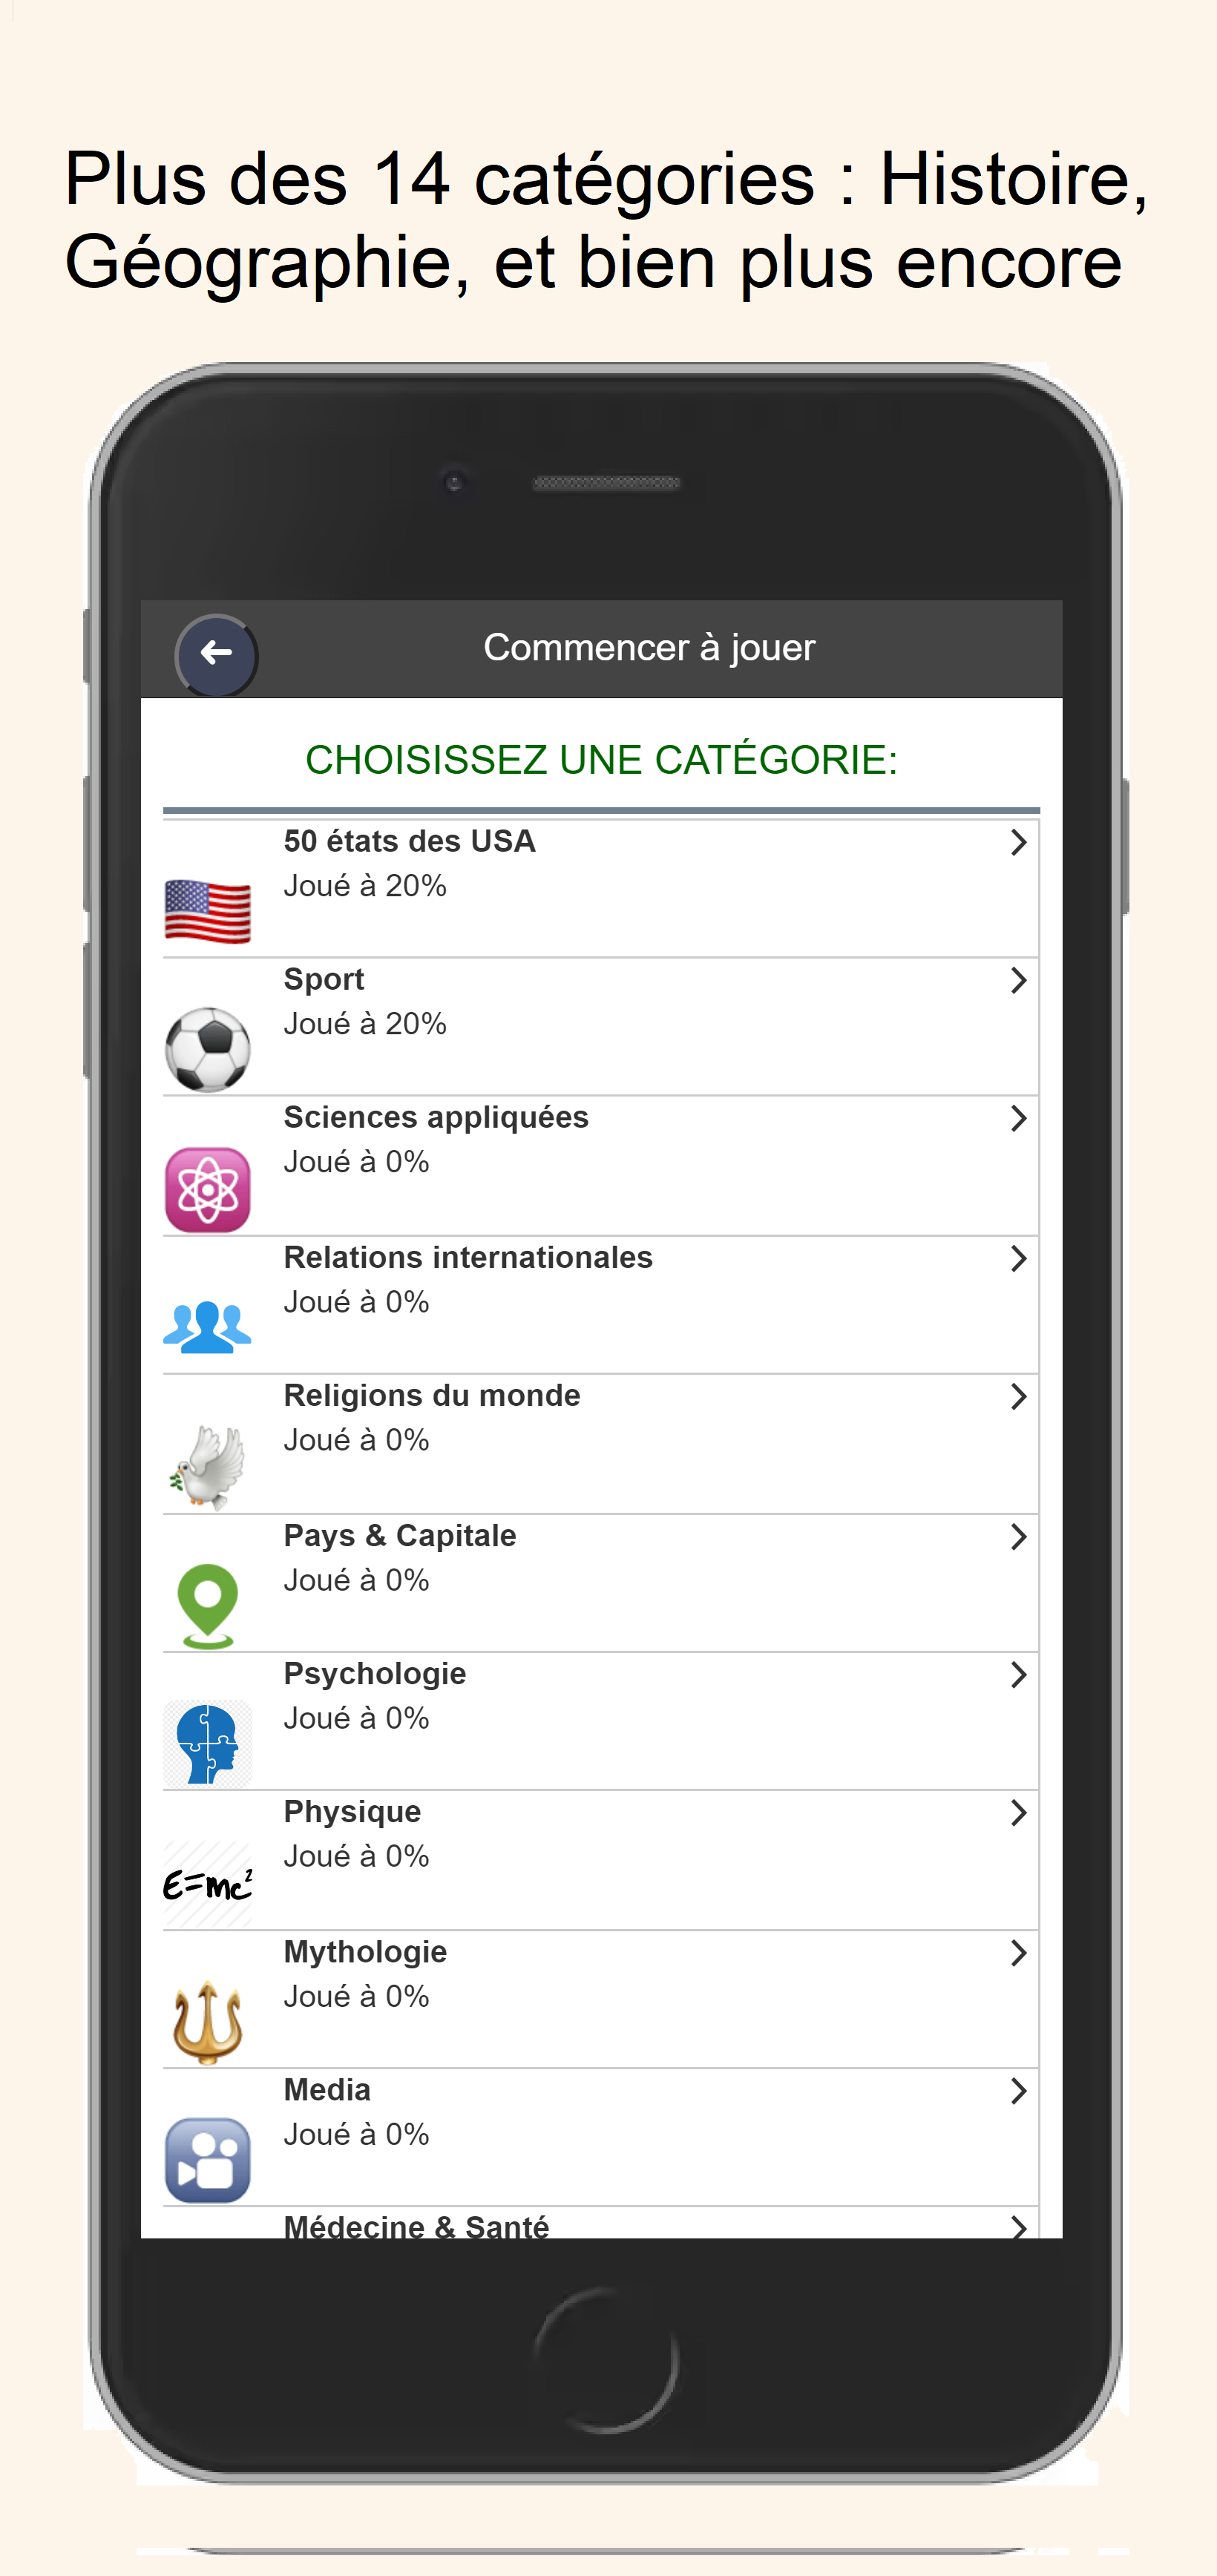 Plus des 14 catégories : Histoire,
Géographie, et bien plus encore
Commencer à jouer
CHOISISSEZ UNE CATÉGORIE:
50 états des USA
Joué à 20%
Sport
Joué à 20%
Sciences appliquées
Joué à 0%
Relations internationales
Joué à 0%
Religions du monde
Joué à 0%
Pays & Capitale
Joué à 0%
Psychologie
Joué à 0%
Physique
Joué à 0%
E=mc²
Mythologie
Joué à 0%
Media
Joué à 0%
Médecine & Santé